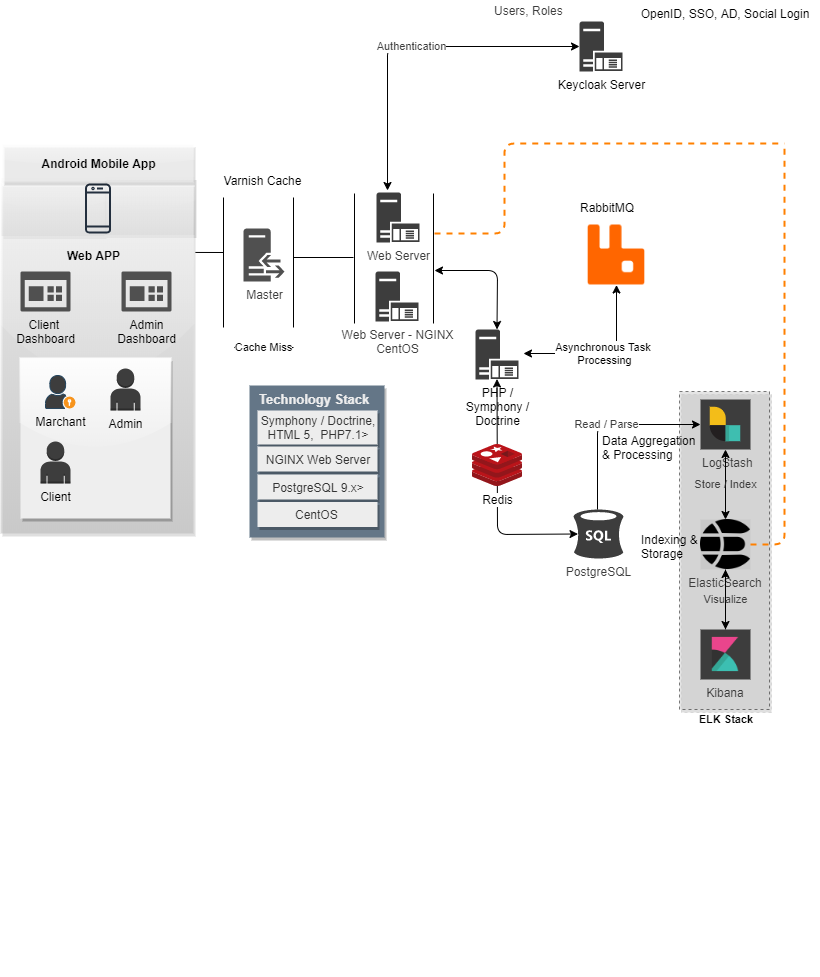 Users, Roles
OpenID, SSO, AD, Social Login
Authentication
Keycloak Server
Android Mobile App
Web APP
Client
Dashboard
Admin
Dashboard
Marchant
Admin
Client
Varnish Cache
Master
Cache Miss
Web Server
Web Server - NGINX
CentOS
RabbitMQ
Asynchronous Task
Processing
PHP /
Symphony /
Doctrine
Technology Stack
Symphony / Doctrine,
HTML 5, PHP7.1>
NGINX Web Server
PostgreSQL 9.x>
CentOS
Redis
SQL
PostgreSQL
Read / Parse
Data Aggregation
& Processing
LogStash
Store / Index
Indexing &
Storage
ElasticSearch
Visualize
Kibana
ELK Stack